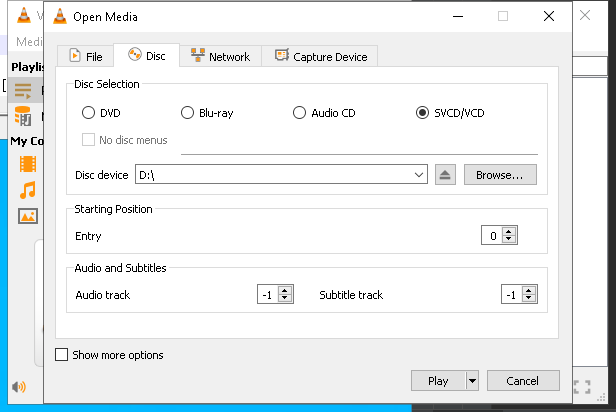 Open Media
Medi
File
Disc
Network
Capture Device
Playlis
Disc Selection
DVD
Blu-ray
Audio CD
SVCD/VCD
No disc menus
My Co
Disc device
D:\
Browse...
Starting Position
Entry
0
Audio and Subtitles
Audio track
-1
Subtitle track
-1
Show more options
Play
Cancel